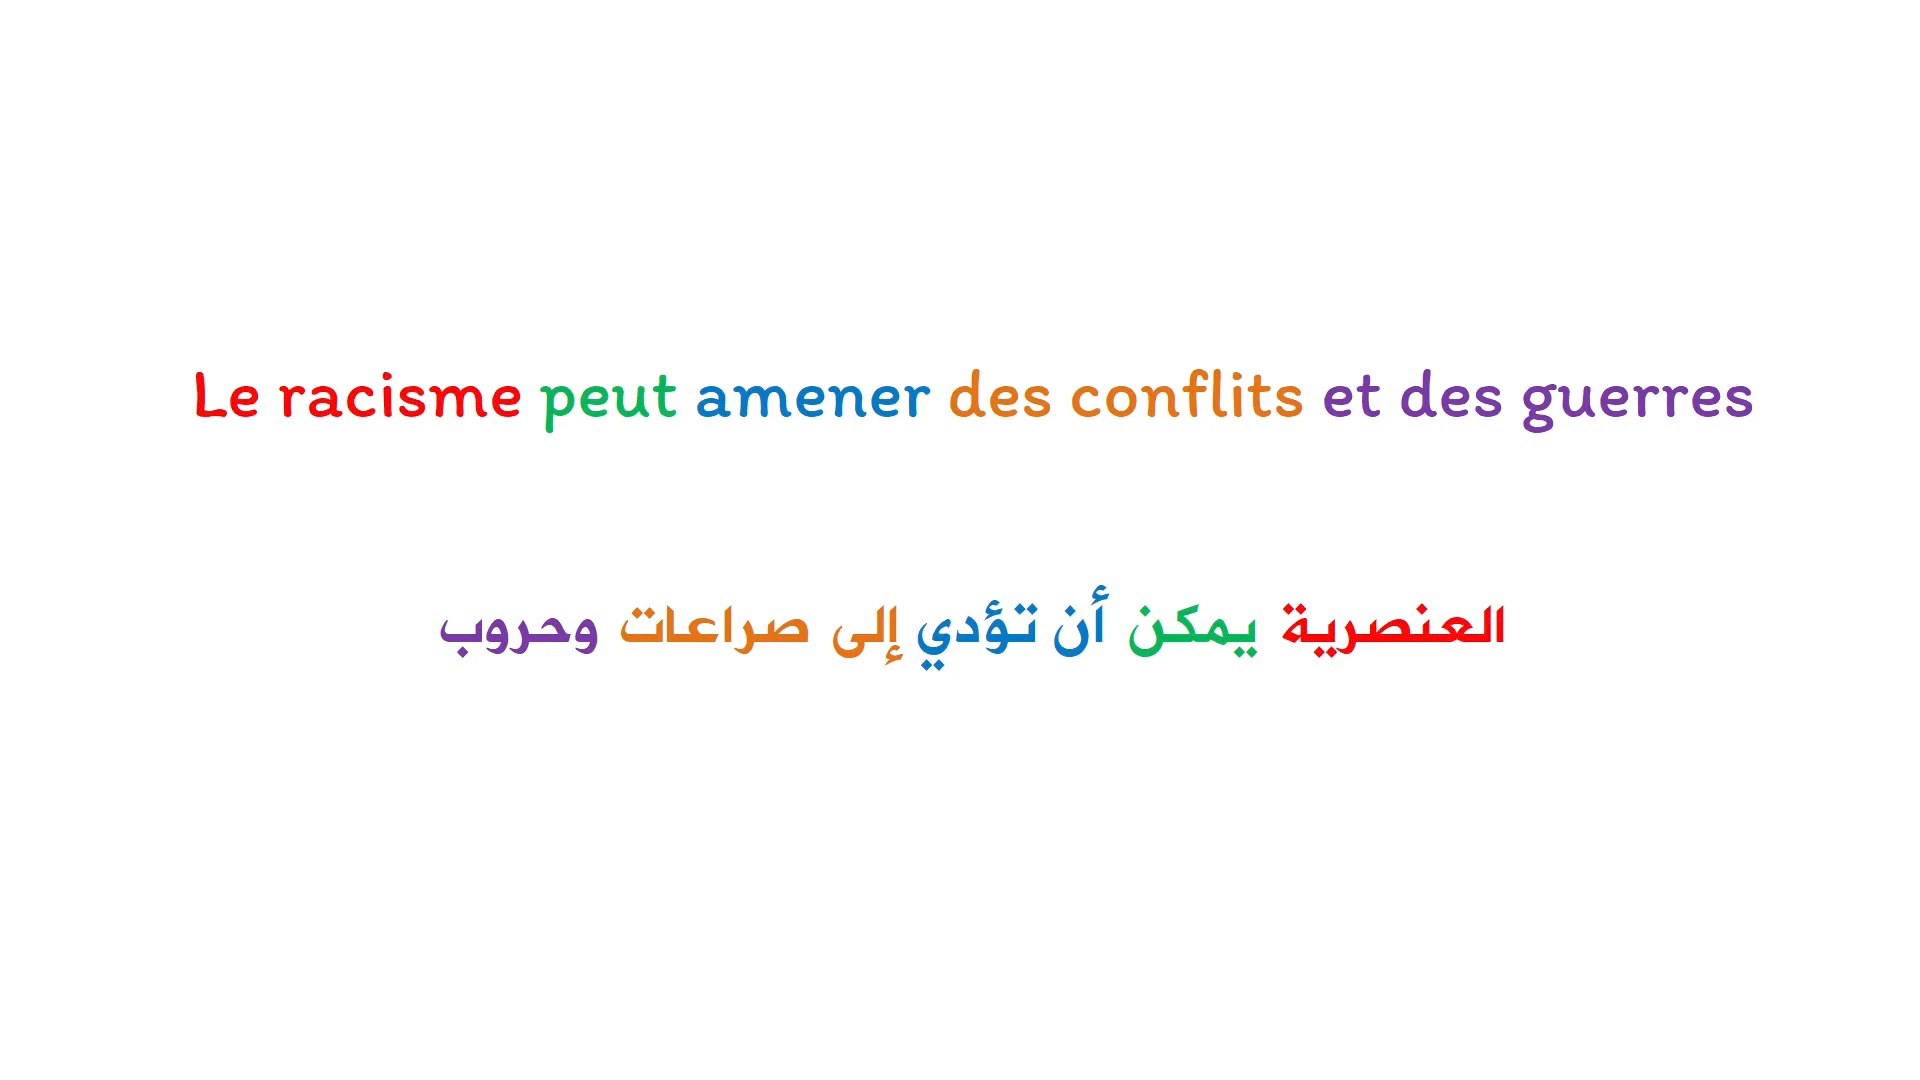 Le racisme peut amener des conflits et des guerres
العنصرية يمكن أن تؤدي إلى صراعات وحروب